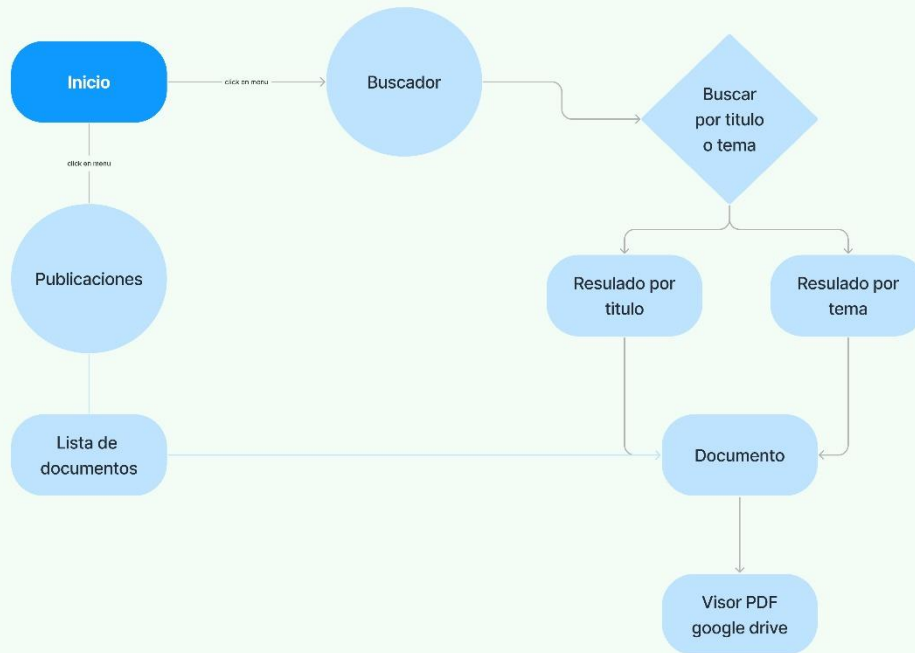 Inicio
click on menu
Buscador
Buscar
por titulo
o tema
click on menu
Publicaciones
Resulado por
titulo
Resulado por
tema
Lista de
documentos
Documento
Visor PDF
google drive